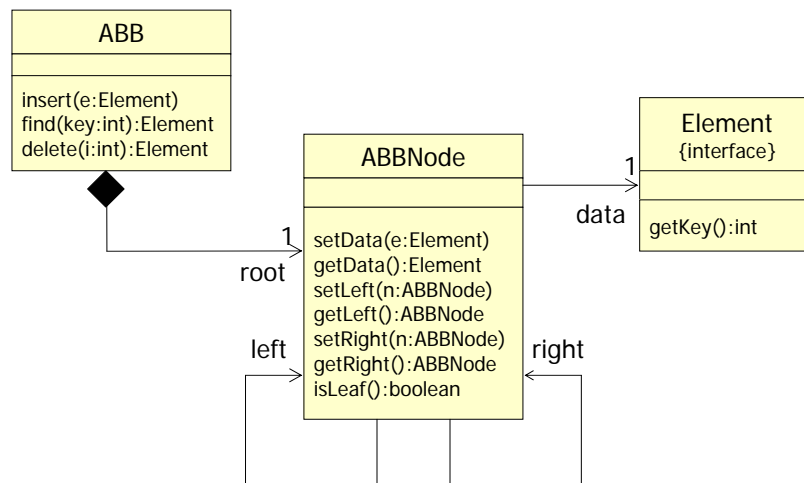 ABB
insert(e:Element)
find(key:int):Element
delete(i:int):Element
1
root
ABBNode
setData(e:Element)
getData():Element
setLeft(n:ABBNode)
getLeft():ABBNode
setRight(n:ABBNode)
getRight():ABBNode
isLeaf():boolean
left
right
1
data
Element
{interface}
getKey():int